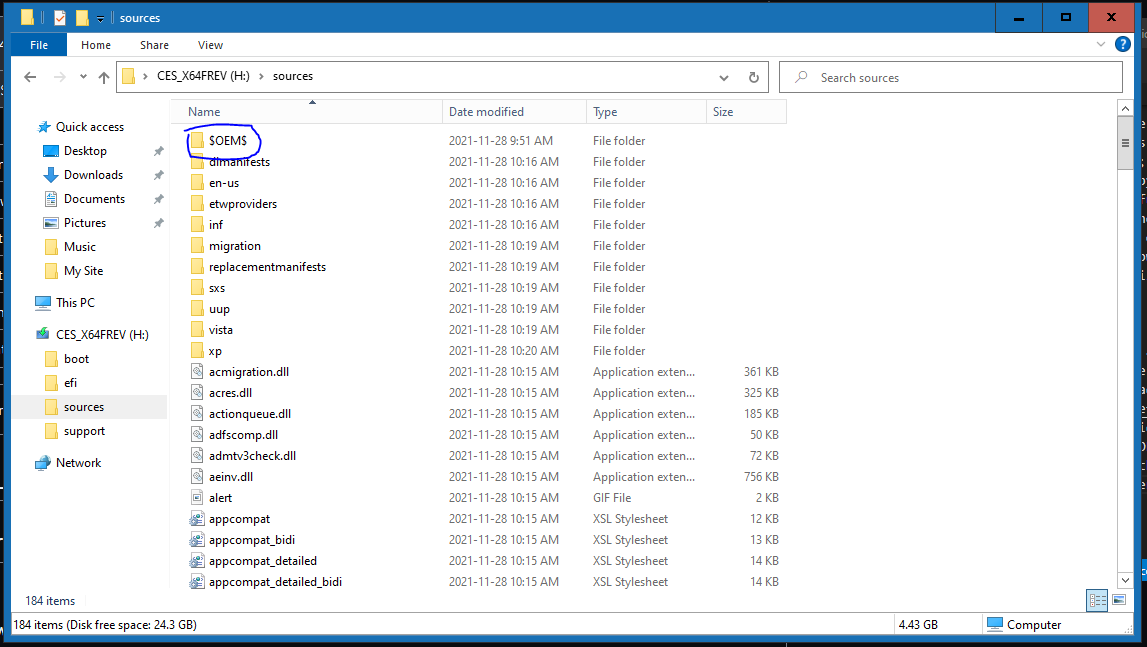 sources
File Home Share View
CES_X64FREV (H:) sources Search sources
Name Date modified Type Size
Quick access
Desktop
Downloads
Documents
Pictures
Music
My Site
This PC
CES_X64FREV (H:)
boot
efi
sources
support
Network
$OEM$ 2021-11-28 9:51 AM File folder
dlmanifests 2021-11-28 10:16 AM File folder
en-us 2021-11-28 10:16 AM File folder
etwproviders 2021-11-28 10:16 AM File folder
inf 2021-11-28 10:16 AM File folder
migration 2021-11-28 10:19 AM File folder
replacementmanifests 2021-11-28 10:19 AM File folder
sxs 2021-11-28 10:19 AM File folder
uup 2021-11-28 10:19 AM File folder
vista 2021-11-28 10:19 AM File folder
xp 2021-11-28 10:20 AM File folder
acmigration.dll 2021-11-28 10:15 AM Application exten... 361 KB
acres.dll 2021-11-28 10:15 AM Application exten... 325 KB
actionqueue.dll 2021-11-28 10:15 AM Application exten... 185 KB
adfscomp.dll 2021-11-28 10:15 AM Application exten... 50 KB
admtv3check.dll 2021-11-28 10:15 AM Application exten... 72 KB
aeinv.dll 2021-11-28 10:15 AM Application exten... 756 KB
alert 2021-11-28 10:15 AM GIF File 2 KB
appcompat 2021-11-28 10:15 AM XSL Stylesheet 12 KB
appcompat_bidi 2021-11-28 10:15 AM XSL Stylesheet 13 KB
appcompat_detailed 2021-11-28 10:15 AM XSL Stylesheet 14 KB
appcompat_detailed_bidi 2021-11-28 10:15 AM XSL Stylesheet 14 KB
184 items
184 items (Disk free space: 24.3 GB) 4.43 GB Computer